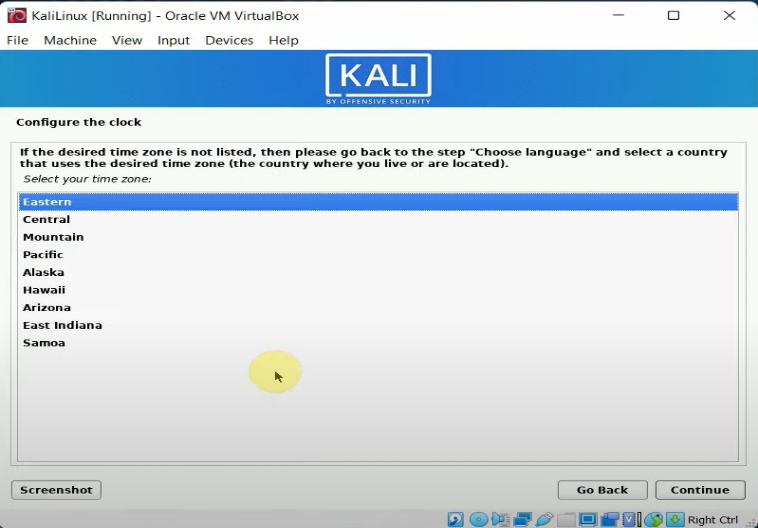 KaliLinux [Running] - Oracle VM VirtualBox
File Machine View Input Devices Help
KALI
BY OFFENSIVE SECURITY
Configure the clock
If the desired time zone is not listed, then please go back to the step "Choose language" and select a country
that uses the desired time zone (the country where you live or are located).
Select your time zone:
Eastern
Central
Mountain
Pacific
Alaska
Hawaii
Arizona
East Indiana
Samoa
Screenshot Go Back Continue
Right Ctrl